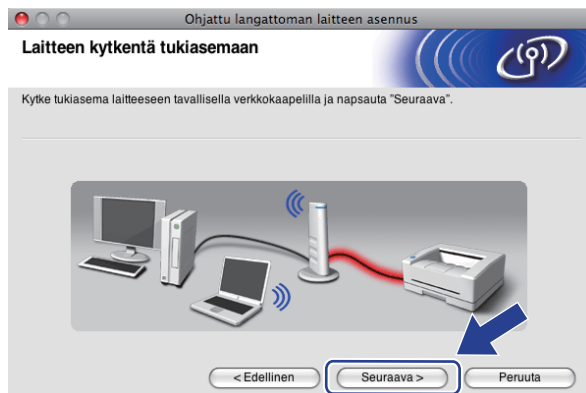 Ohjattu langattoman laitteen asennus
Laitteen kytkentä tukiasemaan
Kytke tukiasema laitteeseen tavallisella verkkokaapelilla ja napsauta "Seuraava".
< Edellinen
Seuraava >
Peruuta